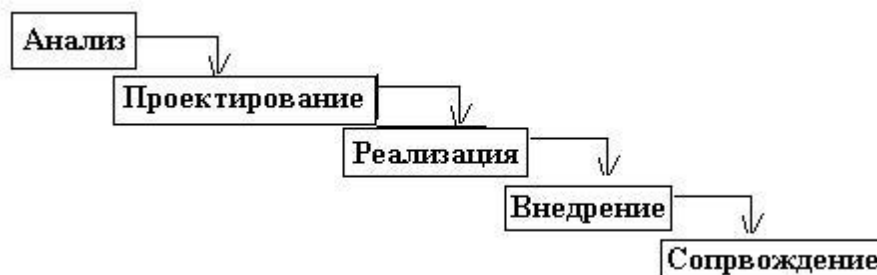 Анализ
Проектирование
Реализация
Внедрение
Сопрвождение